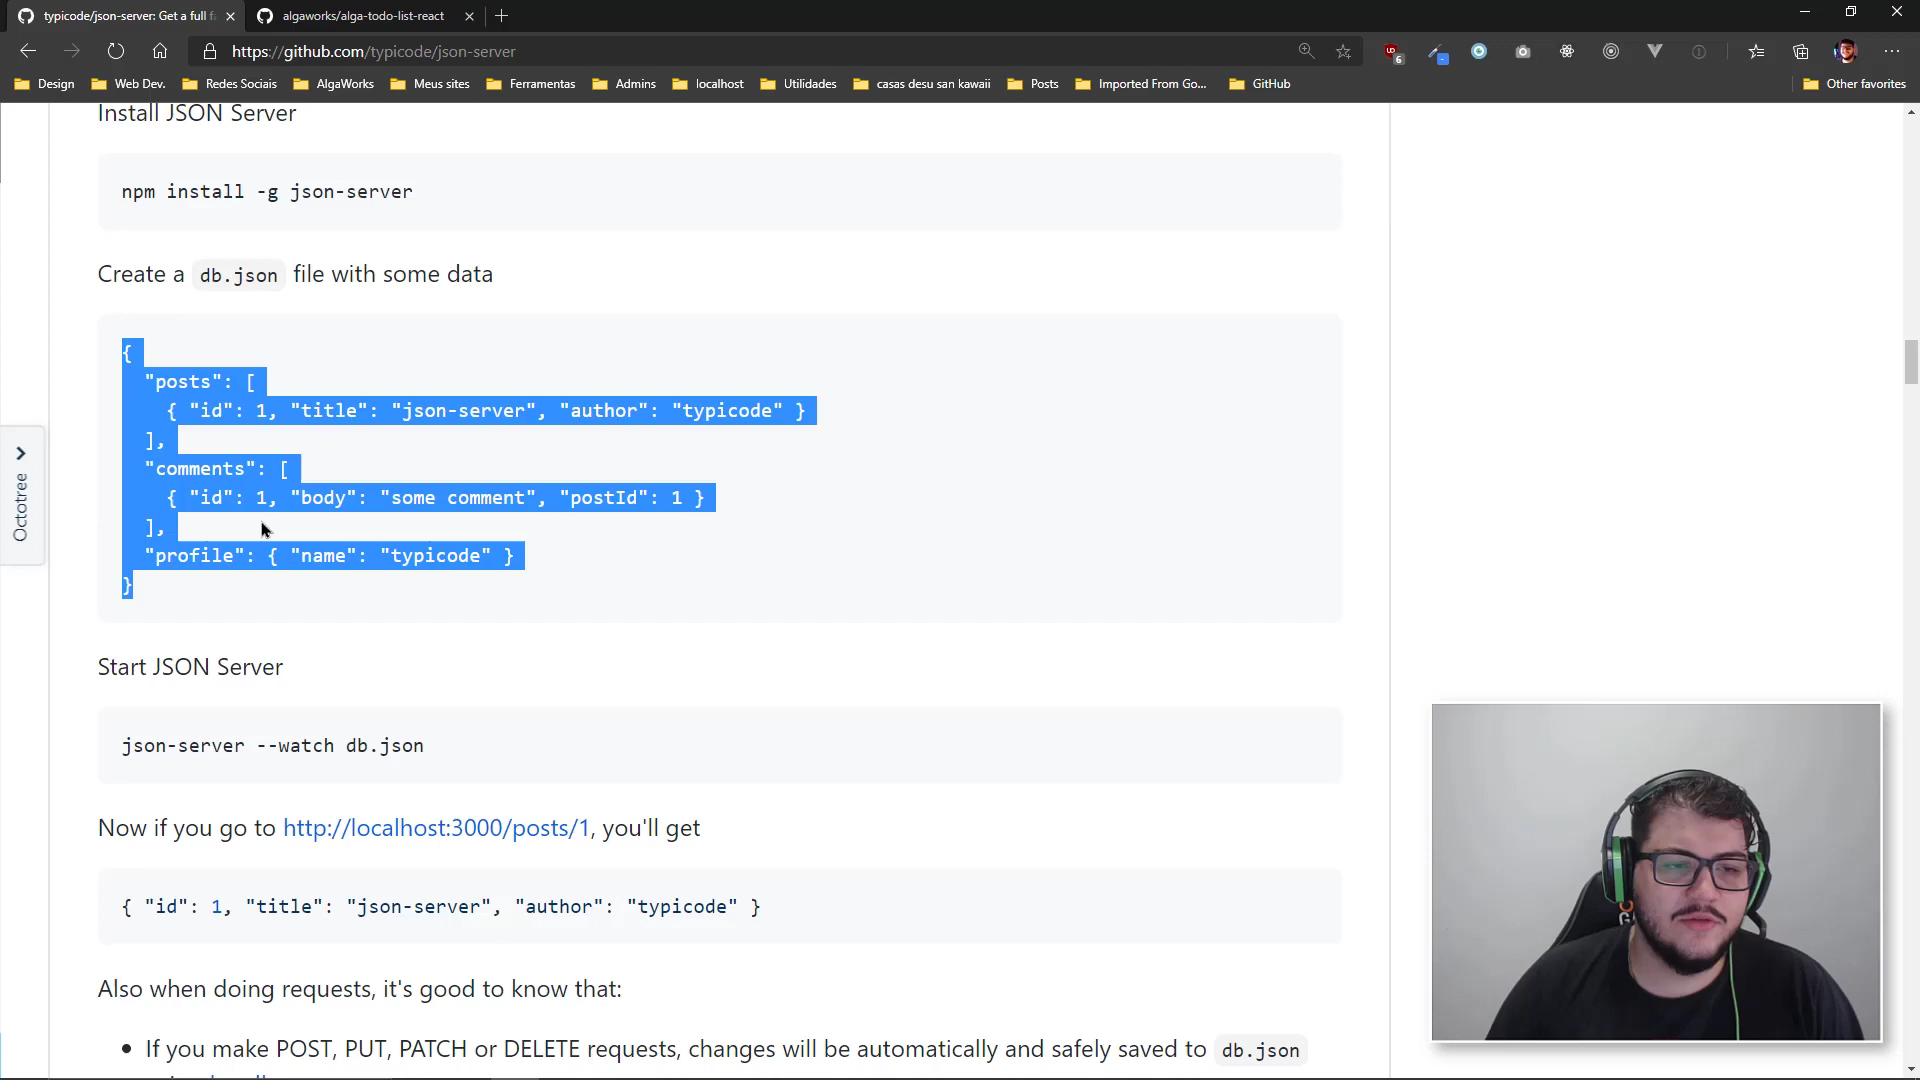 typicode/json-server: Get a full f
algaworks/alga-todo-list-react
https://github.com/typicode/json-server
6
Design
Web Dev.
Redes Sociais
AlgaWorks
Meus sites
Ferramentas
Admins
localhost
Utilidades
casas desu san kawaii
Posts
Imported From Go...
GitHub
Other favorites
Install JSON Server
npm install -g json-server
Create a db.json file with some data
{
"posts": [
{ "id": 1, "title": "json-server", "author": "typicode" }
],
"comments": [
{ "id": 1, "body": "some comment", "postId": 1 }
],
"profile": { "name": "typicode" }
}
Octotree
Start JSON Server
json-server --watch db.json
Now if you go to http://localhost:3000/posts/1, you'll get
{ "id": 1, "title": "json-server", "author": "typicode" }
Also when doing requests, it's good to know that:
• If you make POST, PUT, PATCH or DELETE requests, changes will be automatically and safely saved to db.json